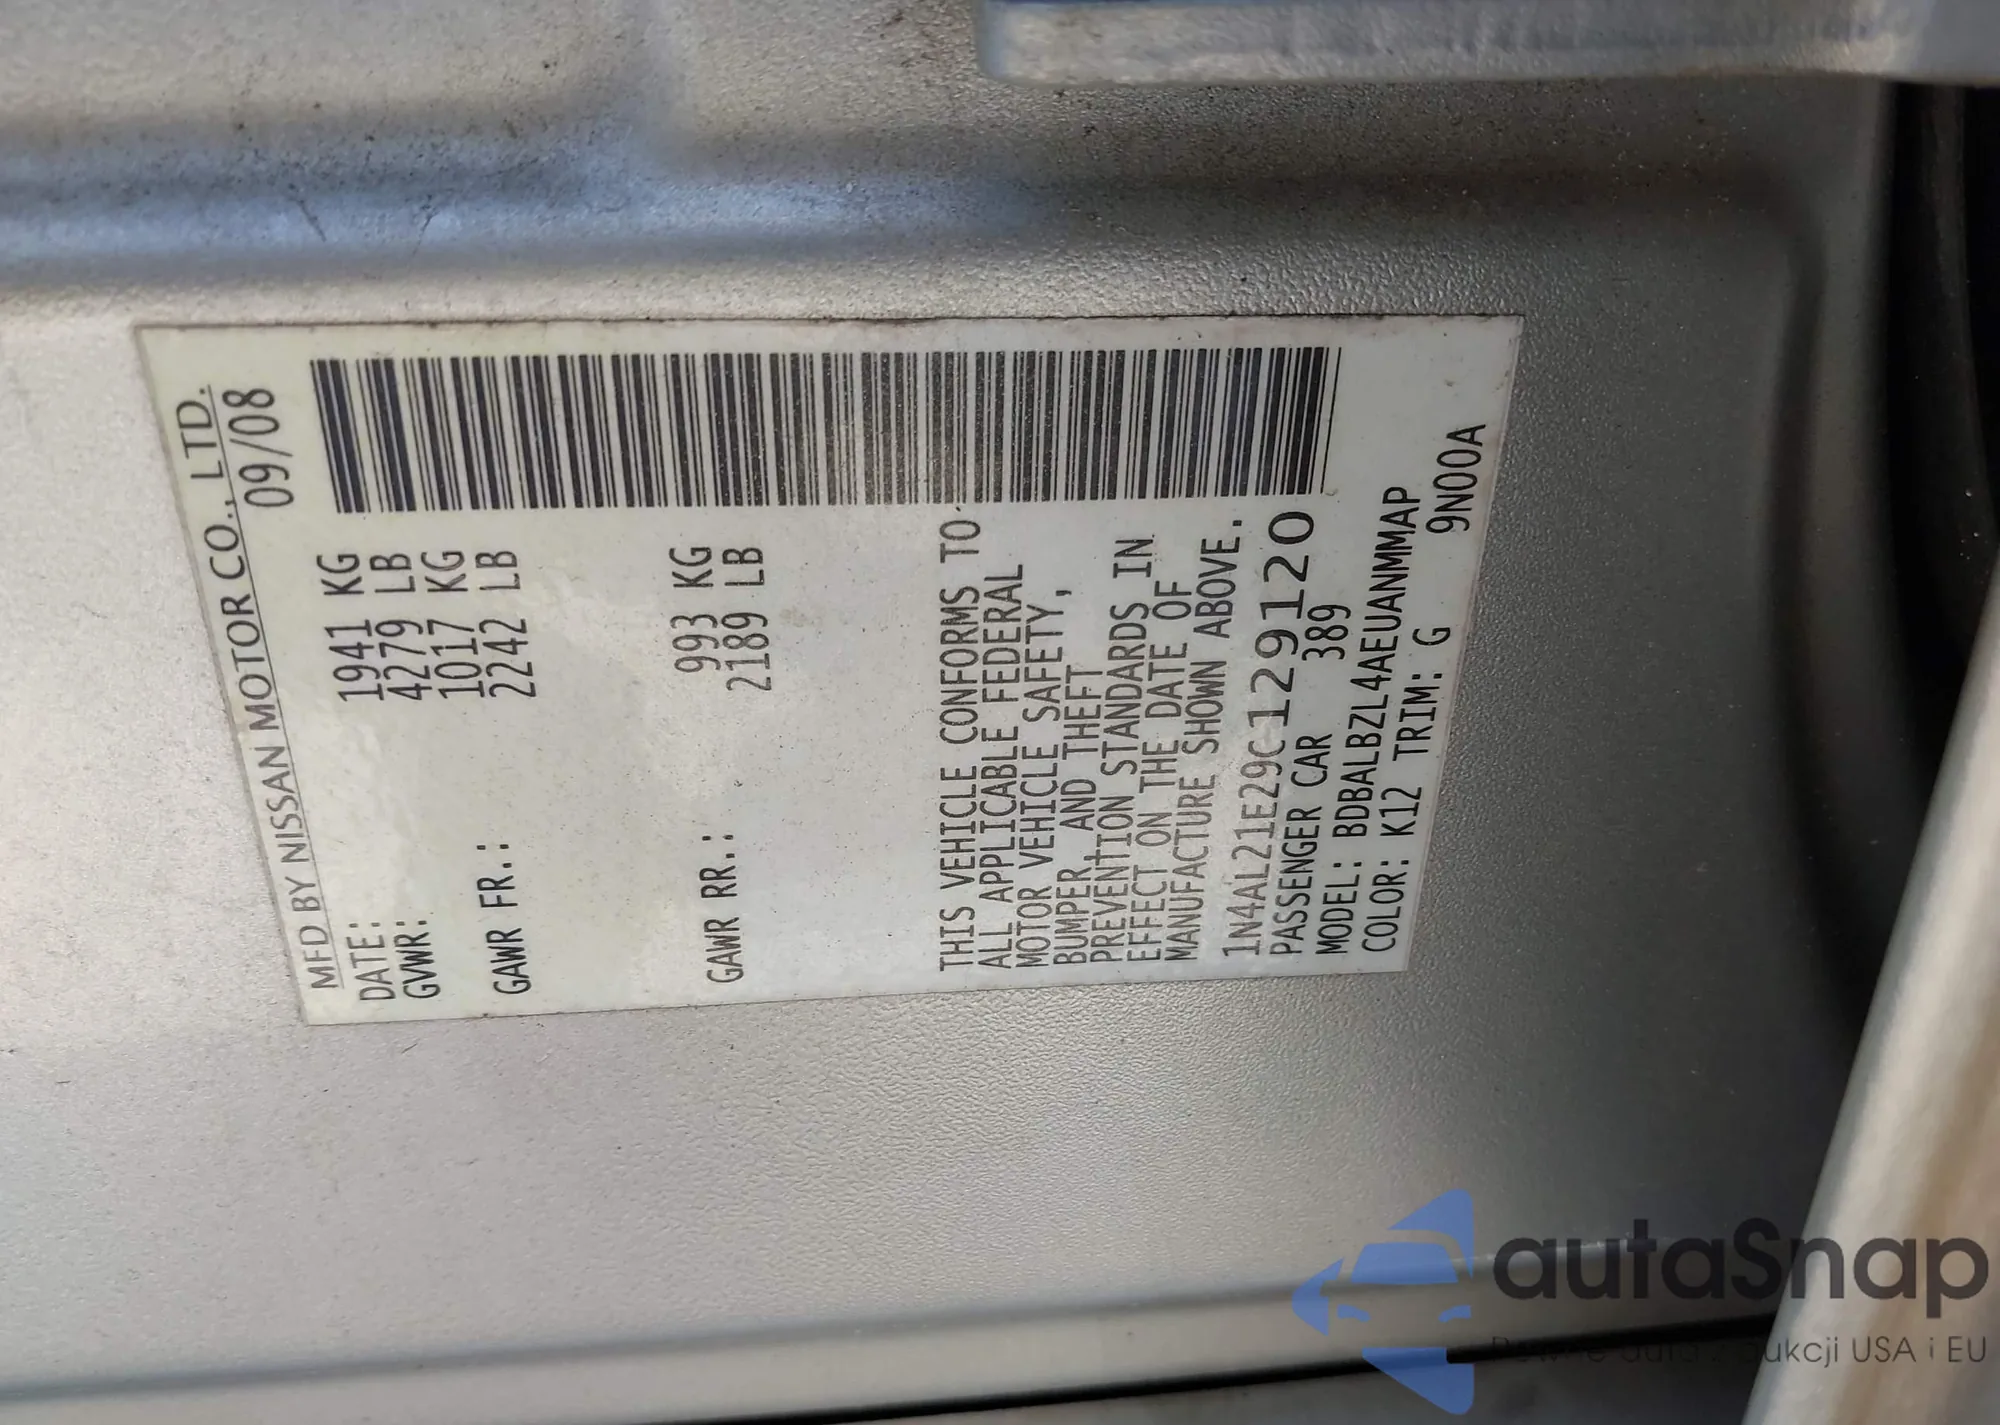 MFD BY NISSAN MOTOR CO., LTD.
DATE: 09/08
GVWR: 1941 KG
4279 LB
GAWR FR.: 1017 KG
2242 LB
GAWR RR.: 993 KG
2189 LB
THIS VEHICLE CONFORMS TO
ALL APPLICABLE FEDERAL
MOTOR VEHICLE SAFETY,
BUMPER, AND THEFT
PREVENTION STANDARDS IN
EFFECT ON THE DATE OF
MANUFACTURE SHOWN ABOVE.
1N4AL21E29C129120
PASSENGER CAR 389
MODEL: BDBALBZL4AEUANMMAP
COLOR: K12 TRIM: G 9N00A
autaSnap
aukcji USA i EU